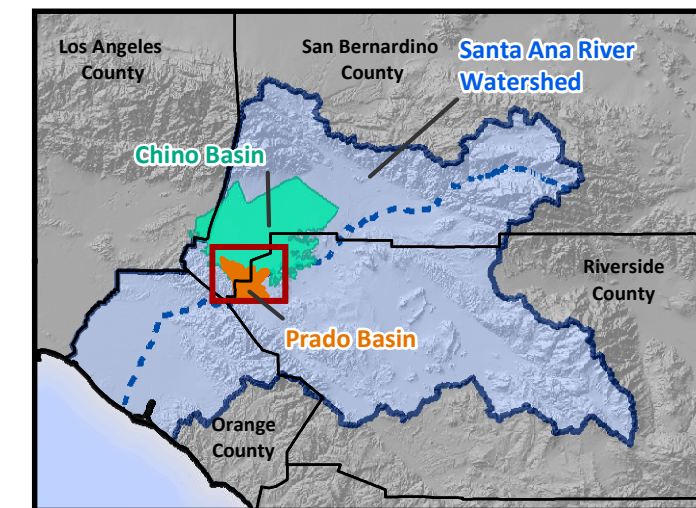 Los Angeles
County
San Bernardino
County
Santa Ana River
Watershed
Chino Basin
Riverside
County
Prado Basin
Orange
County